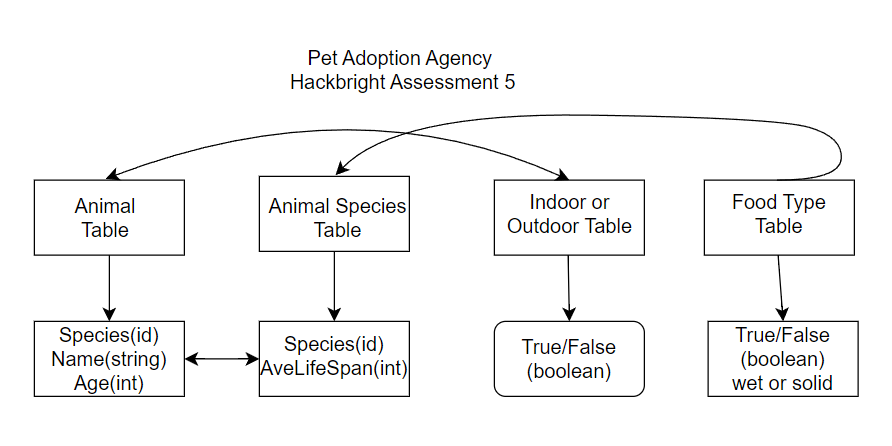 Pet Adoption Agency
Hackbright Assessment 5
Animal
Table
Animal Species
Table
Indoor or
Outdoor Table
Food Type
Table
Species(id)
Name(string)
Age(int)
Species(id)
AveLifeSpan(int)
True/False
(boolean)
True/False
(boolean)
wet or solid